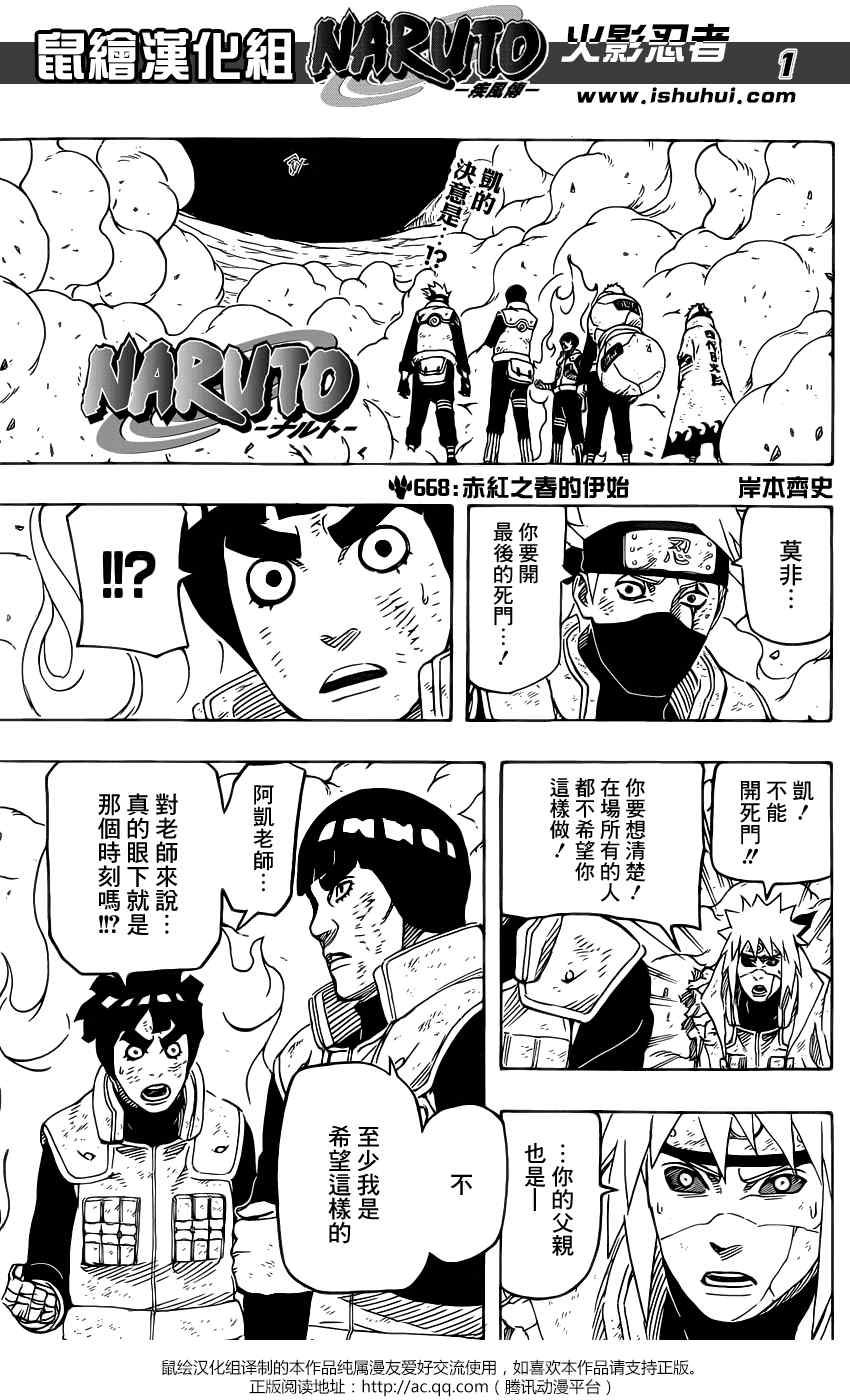 鼠繪漢化組
NARUTO
火影忍者
1
－疾風傳－
www.ishuhui.com
凱的
決意是…!?
NARUTO
－ナルト－
668:赤紅之春的伊始
岸本齊史
莫非…
忍
你要開
最後的死門…!
!!?
凱!
不能
開死門!!
你要想清楚!
在場所有的人
都不希望你
這樣做!
阿凱老師…
對老師來說…
真的眼下就是
那個時刻嗎!!?
…你的父親
也是—
不
至少我是
希望這樣的
鼠绘汉化组译制的本作品纯属漫友爱好交流使用，如喜欢本作品请支持正版。
正版阅读地址：http://ac.qq.com（腾讯动漫平台）